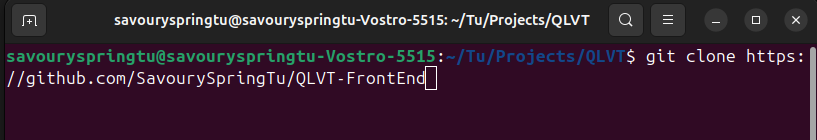 savouryspringtu@savouryspringtu-Vostro-5515: ~/Tu/Projects/QLVT
savouryspringtu@savouryspringtu-Vostro-5515:~/Tu/Projects/QLVT$ git clone https:
//github.com/SavourySpringTu/QLVT-FrontEnd